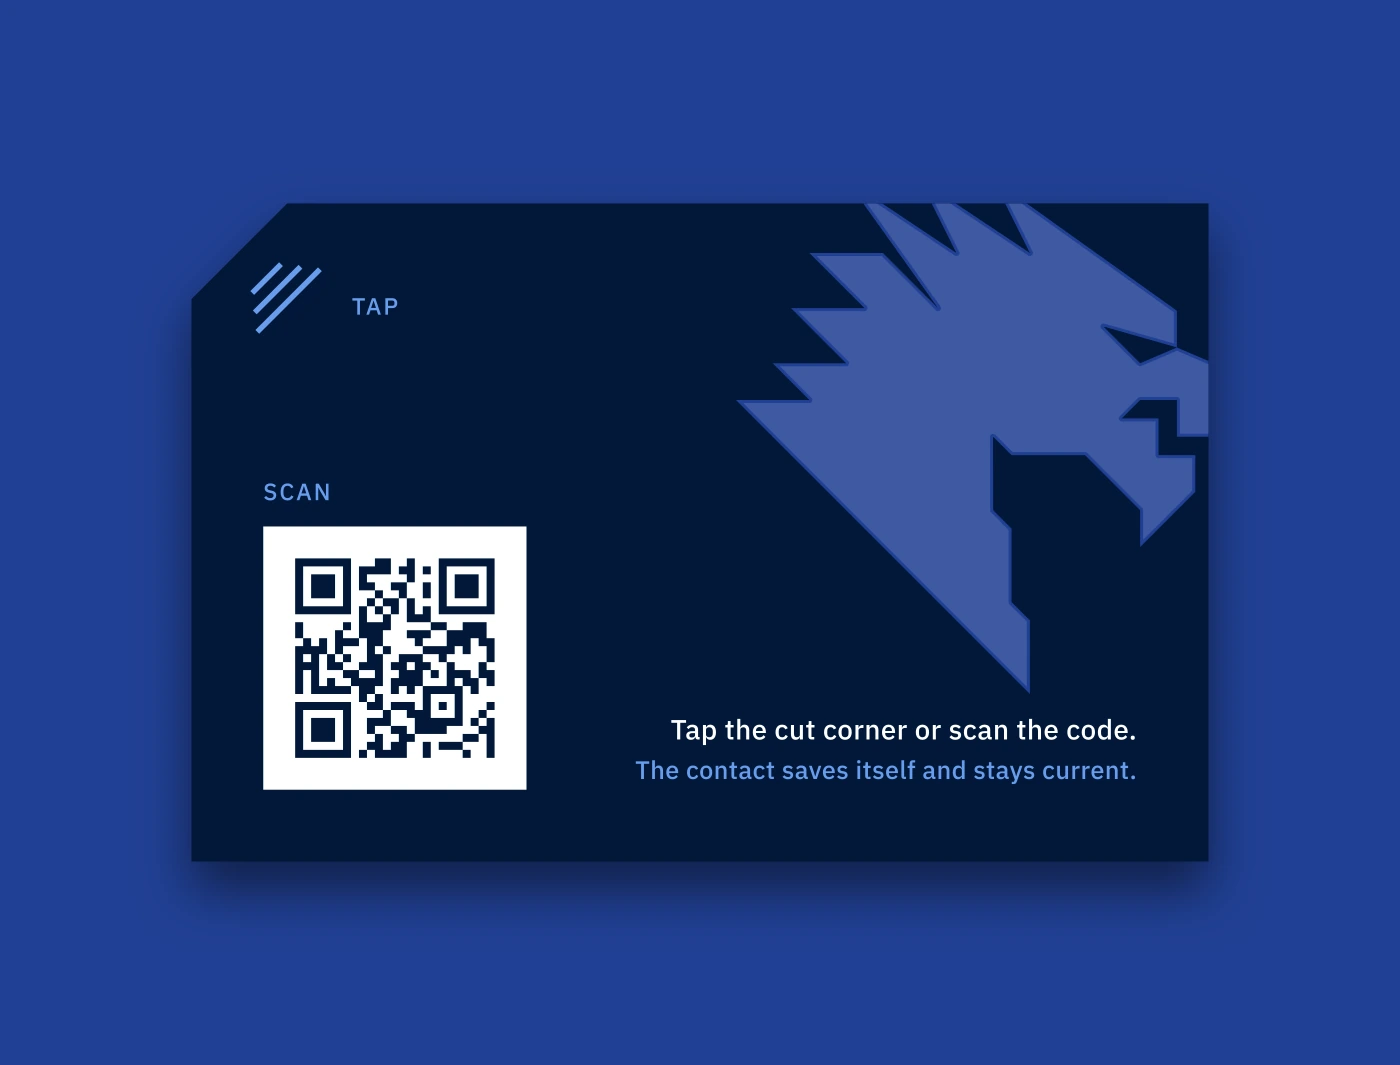 TAP
SCAN
Tap the cut corner or scan the code.
The contact saves itself and stays current.